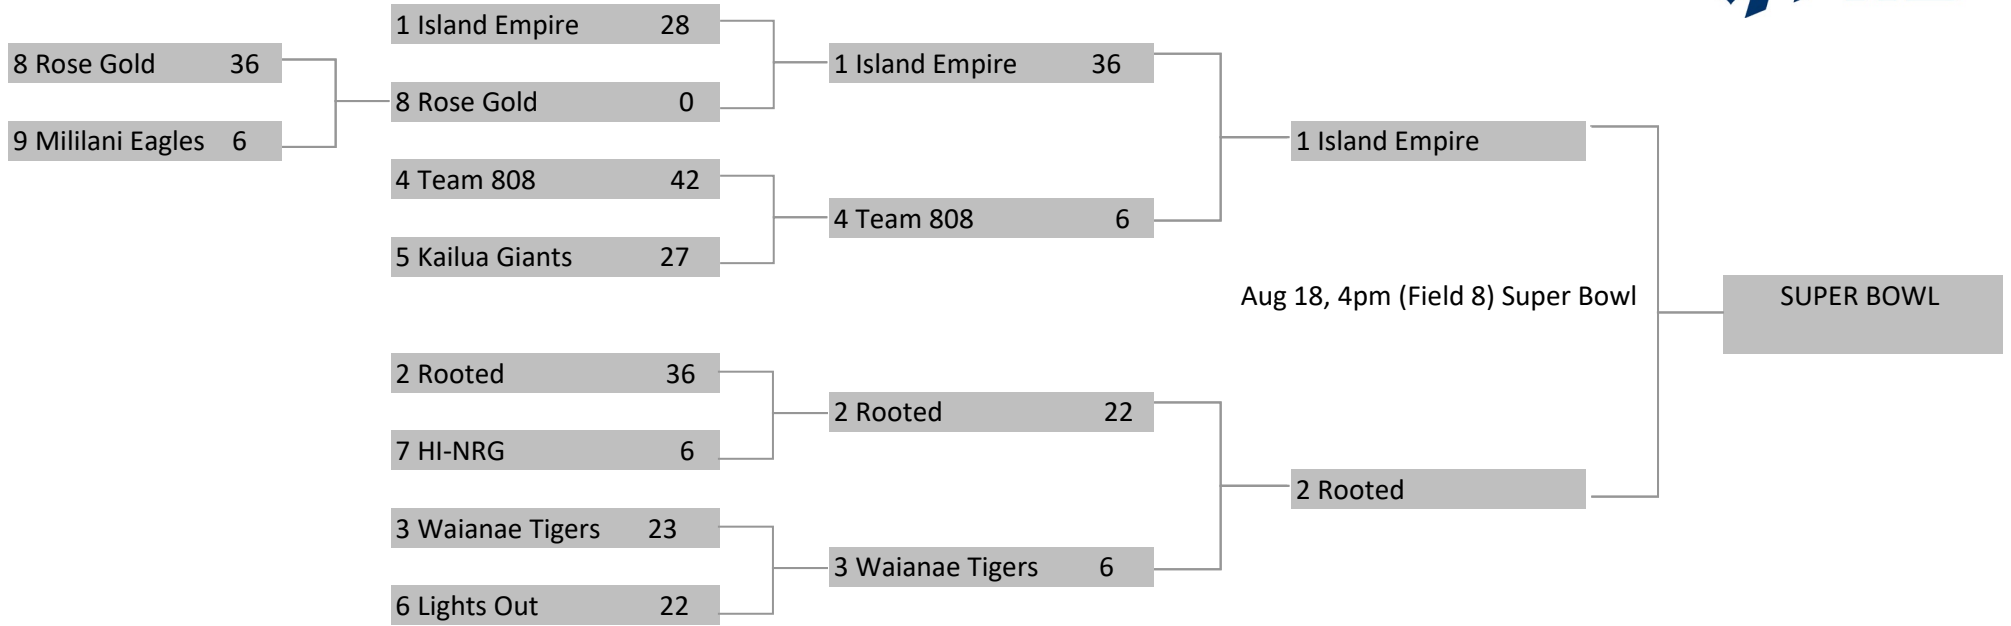 1 Island Empire 28
8 Rose Gold 36
1 Island Empire 36
8 Rose Gold 0
9 Mililani Eagles 6
1 Island Empire
4 Team 808 42
4 Team 808 6
5 Kailua Giants 27
Aug 18, 4pm (Field 8) Super Bowl
SUPER BOWL
2 Rooted 36
2 Rooted 22
7 HI-NRG 6
2 Rooted
3 Waianae Tigers 23
3 Waianae Tigers 6
6 Lights Out 22